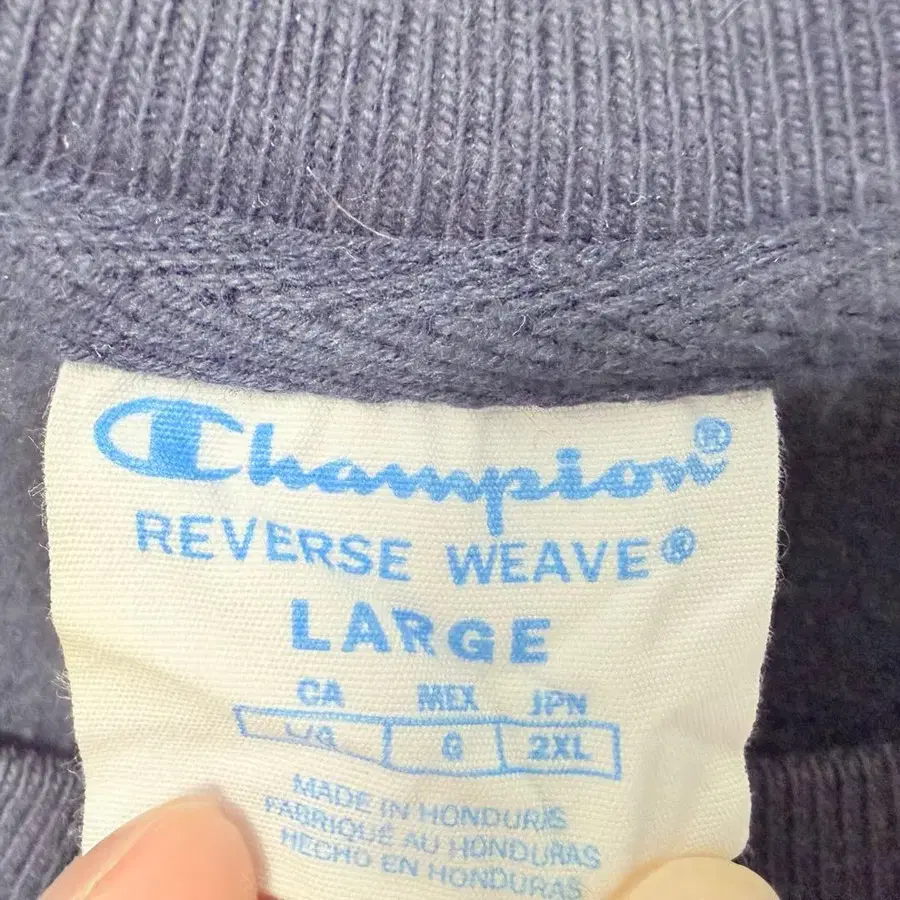 Champion®
REVERSE WEAVE®
LARGE
CA MEX JPN
L/G G 2XL
MADE IN HONDURAS
FABRIQUÉ AU HONDURAS
HECHO EN HONDURAS